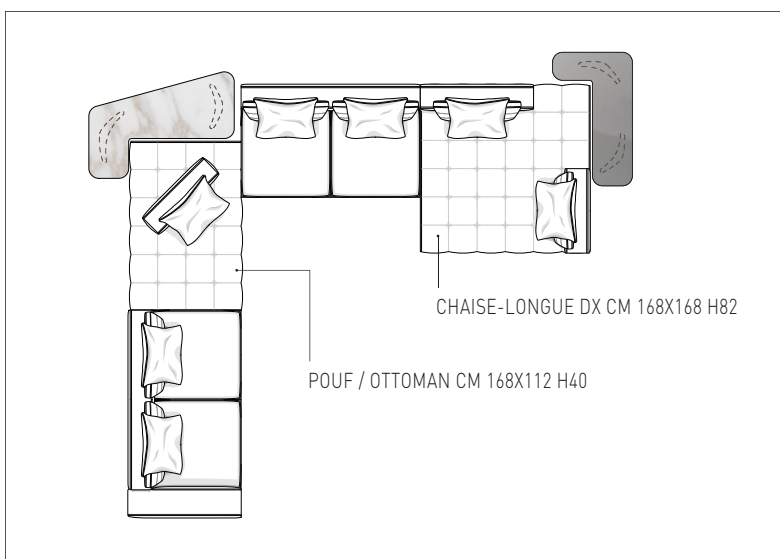 CHAISE-LONGUE DX CM 168X168 H82
POUF / OTTOMAN CM 168X112 H40